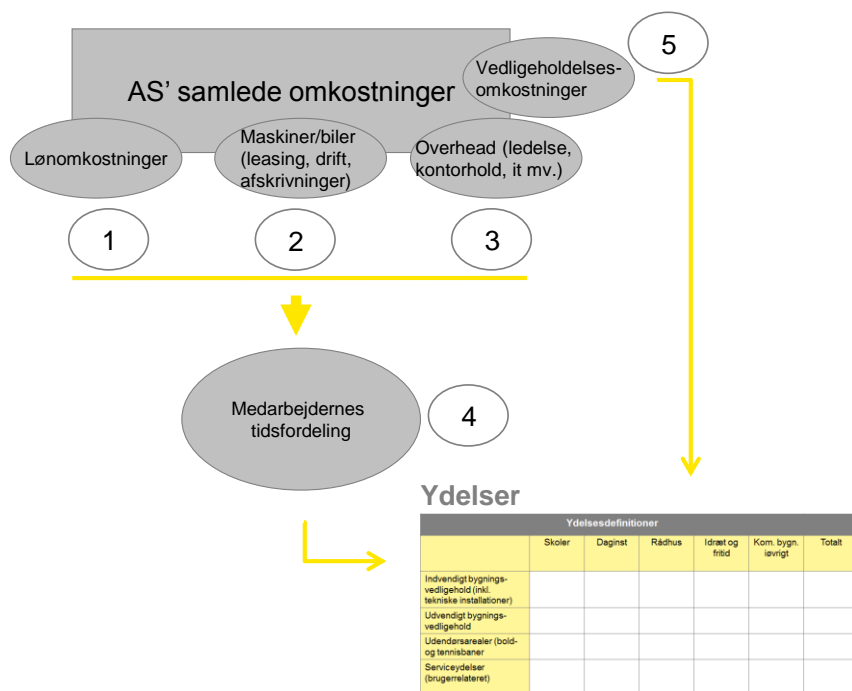 5
Vedligeholdelses-
omkostninger
AS’ samlede omkostninger
Lønomkostninger
Maskiner/biler
(leasing, drift,
afskrivninger)
Overhead (ledelse,
kontorhold, it mv.)
1
2
3
Medarbejdernes
tidsfordeling
4
Ydelser
Ydelsesdefinitioner
Skoler Daginst Rådhus Idræt og fritid Kom. bygn. iøvrigt Totalt
Indvendigt bygnings-
vedligehold (inkl.
tekniske installationer)
Udvendigt bygnings-
vedligehold
Udendørsarealer (bold-
og tennisbaner
Serviceydelser
(brugerrelateret)